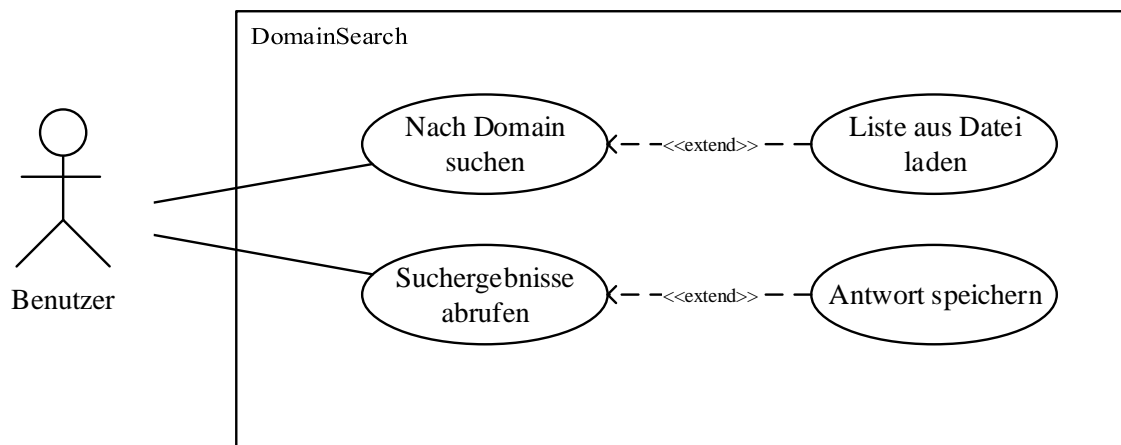 DomainSearch
Nach Domain
suchen
<<extend>>
Liste aus Datei
laden
Benutzer
Suchergebnisse
abrufen
<<extend>>
Antwort speichern